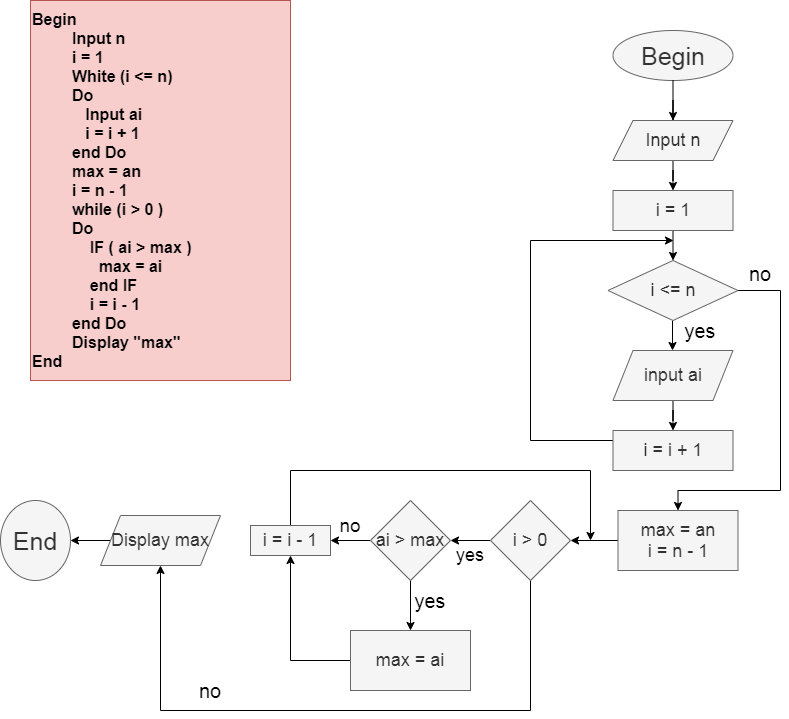 Begin
Input n
i = 1
White (i <= n)
Do
Input ai
i = i + 1
end Do
max = an
i = n - 1
while (i > 0 )
Do
IF ( ai > max )
max = ai
end IF
i = i - 1
end Do
Display "max"
End
Begin
Input n
i = 1
i <= n
no
yes
input ai
i = i + 1
max = an
i = n - 1
i > 0
yes
ai > max
no
i = i - 1
yes
max = ai
no
Display max
End